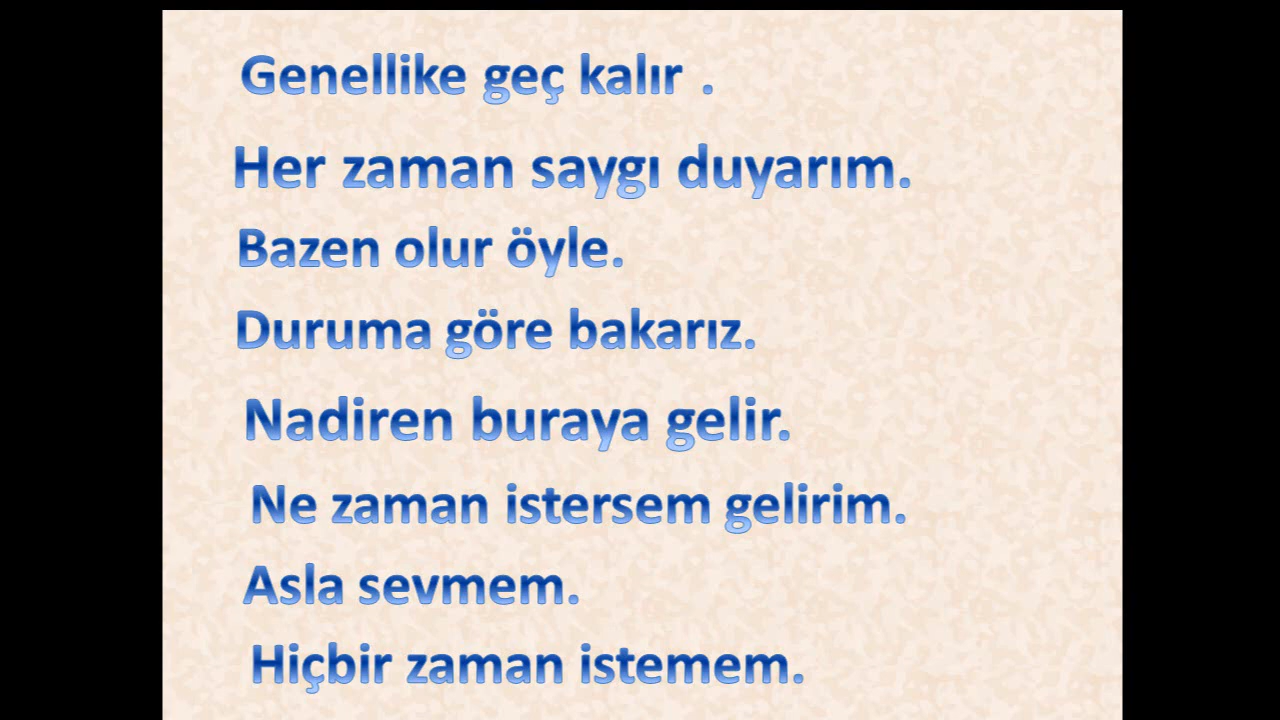 Genellike geç kalır .
Her zaman saygı duyarım.
Bazen olur öyle.
Duruma göre bakarız.
Nadiren buraya gelir.
Ne zaman istersem gelirim.
Asla sevmem.
Hiçbir zaman istemem.